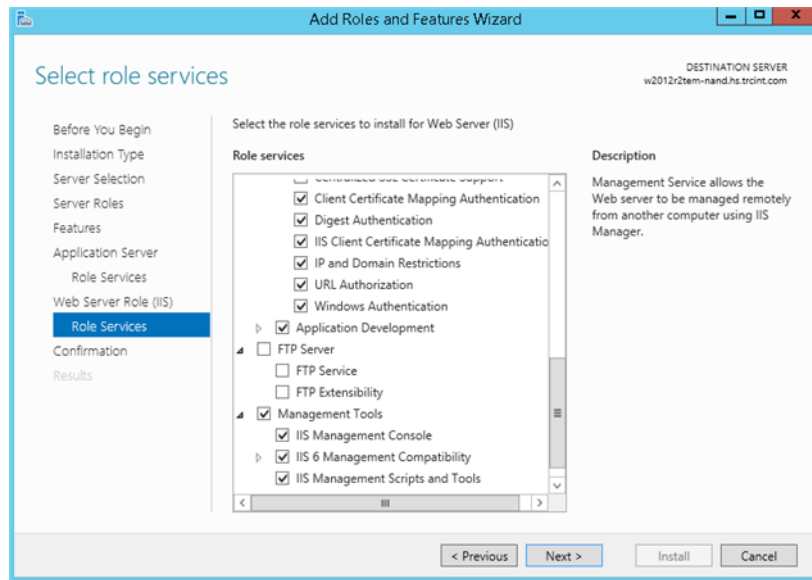 Add Roles and Features Wizard
Select role services
DESTINATION SERVER
w2012r2tem-nand.hs.trcint.com
Before You Begin
Installation Type
Server Selection
Server Roles
Features
Application Server
Role Services
Web Server Role (IIS)
Role Services
Confirmation
Results
Select the role services to install for Web Server (IIS)
Role services
Centralized SSL Certificate Support
Client Certificate Mapping Authentication
Digest Authentication
IIS Client Certificate Mapping Authenticatio
IP and Domain Restrictions
URL Authorization
Windows Authentication
Application Development
FTP Server
FTP Service
FTP Extensibility
Management Tools
IIS Management Console
IIS 6 Management Compatibility
IIS Management Scripts and Tools
Description
Management Service allows the
Web server to be managed remotely
from another computer using IIS
Manager.
< Previous
Next >
Install
Cancel